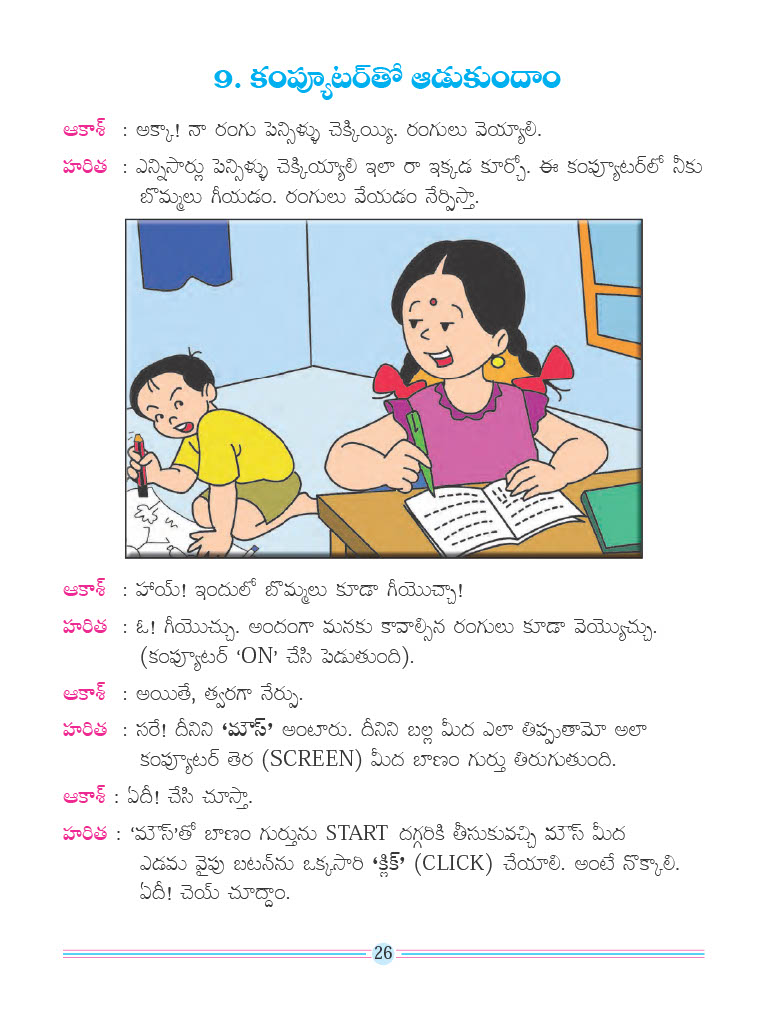 9. కంప్యూటర్‌తో ఆడుకుందాం
ఆకాశ్ : అక్కా! నా రంగు పెన్సిళ్ళు చెక్కియ్యి. రంగులు వెయ్యాలి.
హరిత : ఎన్నిసార్లు పెన్సిళ్ళు చెక్కియ్యాలి ఇలా రా ఇక్కడ కూర్చో. ఈ కంప్యూటర్‌లో నీకు
బొమ్మలు గీయడం. రంగులు వేయడం నేర్పిస్తా.
ఆకాశ్ : హాయ్! ఇందులో బొమ్మలు కూడా గీయొచ్చా!
హరిత : ఓ! గీయొచ్చు. అందంగా మనకు కావాల్సిన రంగులు కూడా వెయ్యొచ్చు.
(కంప్యూటర్ ‘ON’ చేసి పెడుతుంది).
ఆకాశ్ : అయితే, త్వరగా నేర్పు.
హరిత : సరే! దీనిని ‘మౌస్’ అంటారు. దీనిని బల్ల మీద ఎలా తిప్పుతామో అలా
కంప్యూటర్ తెర (SCREEN) మీద బాణం గుర్తు తిరుగుతుంది.
ఆకాశ్ : ఏదీ! చేసి చూస్తా.
హరిత : ‘మౌస్’తో బాణం గుర్తును START దగ్గరికి తీసుకువచ్చి మౌస్ మీద
ఎడమ వైపు బటన్‌ను ఒక్కసారి ‘క్లిక్’ (CLICK) చేయాలి. అంటే నొక్కాలి.
ఏదీ! చెయ్ చూద్దాం.
26